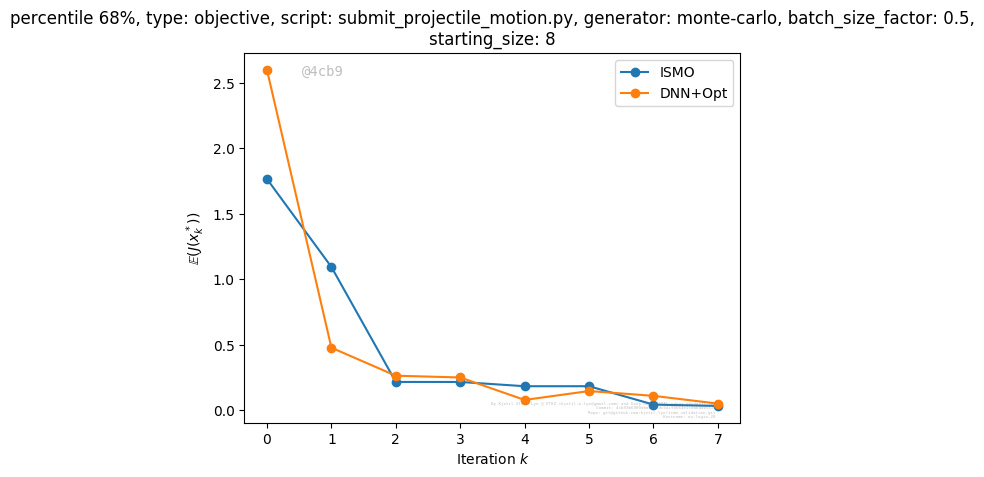 percentile 68%, type: objective, script: submit_projectile_motion.py, generator: monte-carlo, batch_size_factor: 0.5,
starting_size: 8
@4cb9
ISMO
DNN+Opt
2.5
2.0
1.5
1.0
0.5
0.0
𝔼(J(x_k^*))
0 1 2 3 4 5 6 7
Iteration k